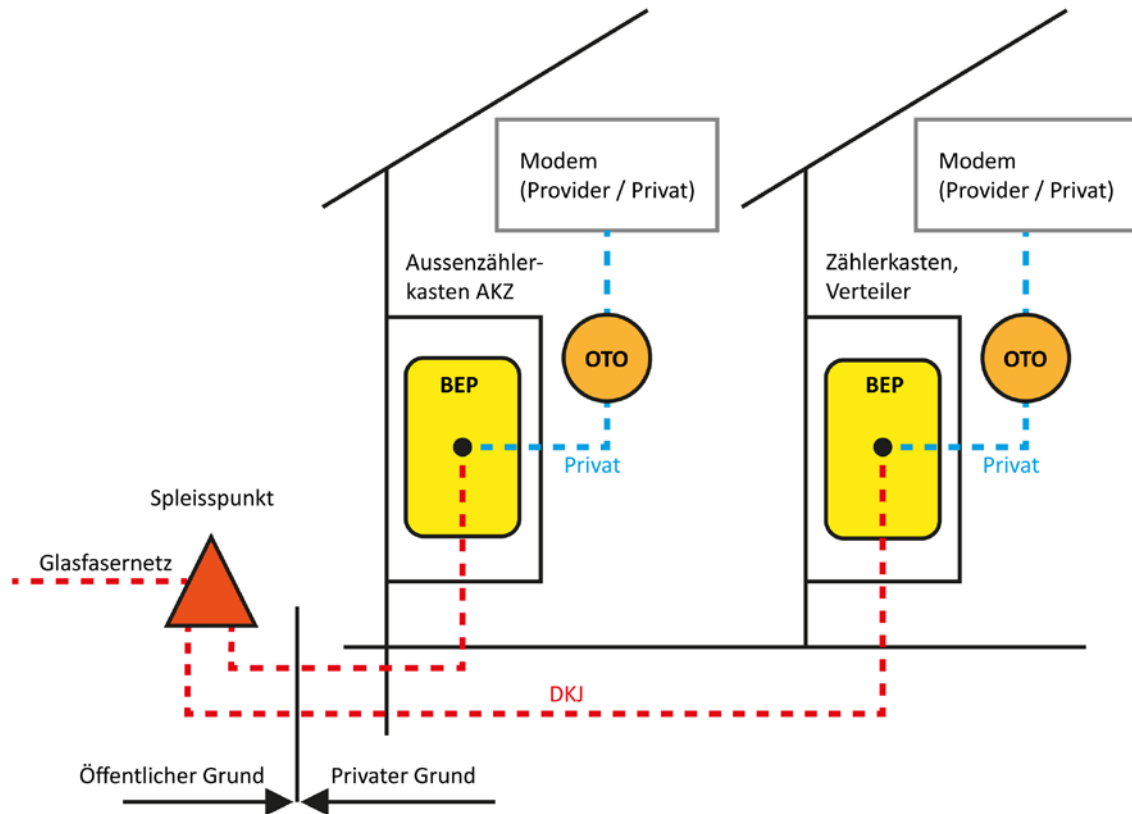 Modem
(Provider / Privat)
Modem
(Provider / Privat)
Aussenzähler-
kasten AKZ
Zählerkasten,
Verteiler
OTO
OTO
BEP
BEP
Privat
Privat
Spleisspunkt
Glasfasernetz
DKJ
Öffentlicher Grund
Privater Grund